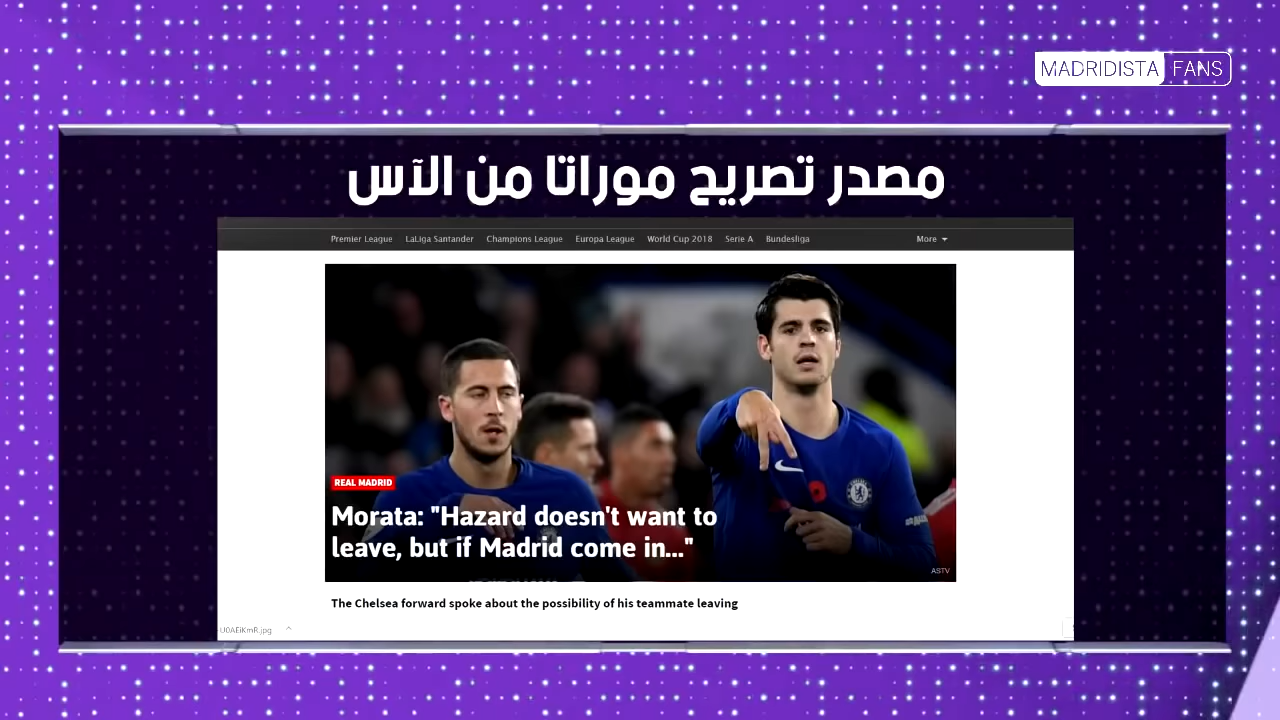 MADRIDISTA FANS
مصدر تصريح موراتا من الآس
Premier League LaLiga Santander Champions League Europa League World Cup 2018 Serie A Bundesliga More
REAL MADRID
Morata: "Hazard doesn't want to
leave, but if Madrid come in..."
ASTV
The Chelsea forward spoke about the possibility of his teammate leaving
U0AEiKmR.jpg